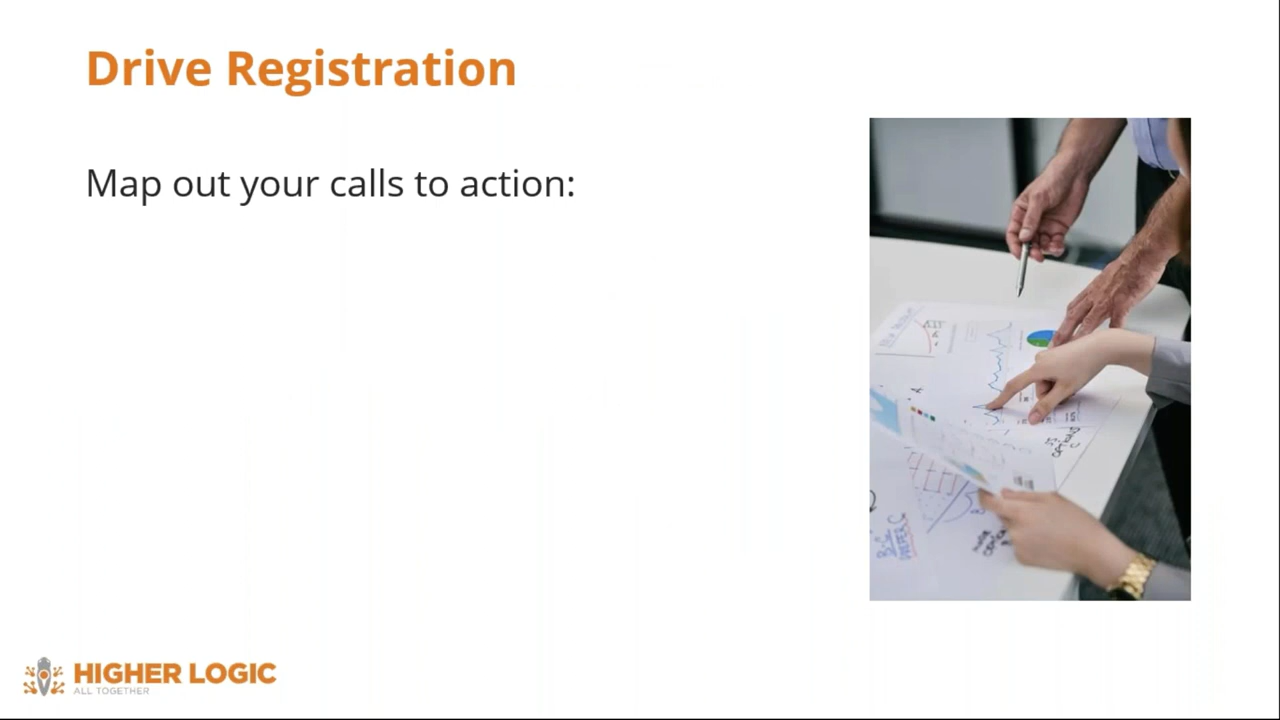 Drive Registration
Map out your calls to action:
HIGHER LOGIC
ALL TOGETHER